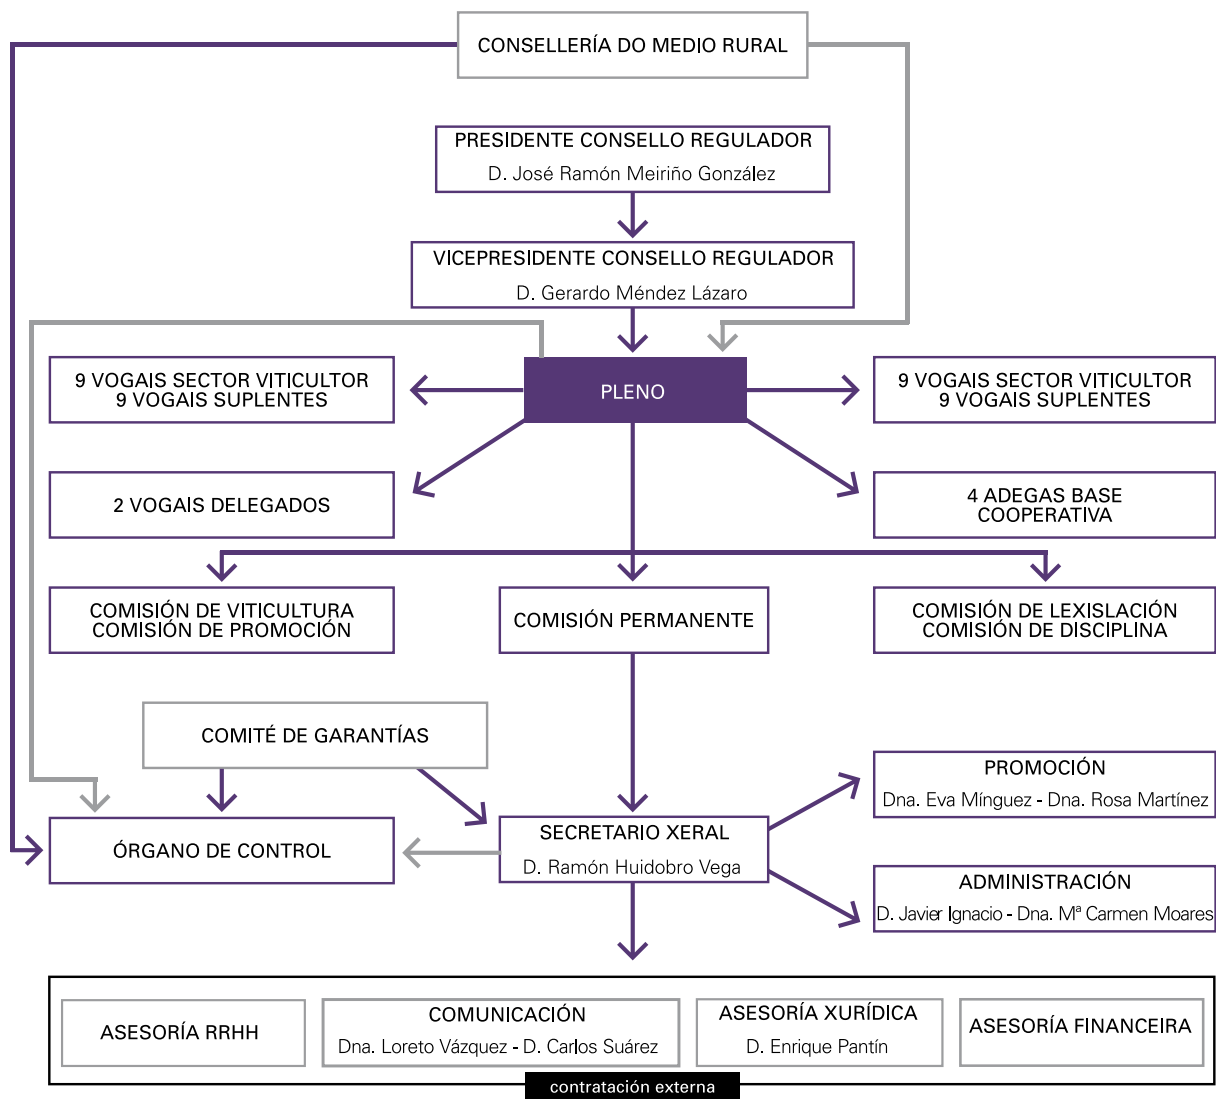 CONSELLERÍA DO MEDIO RURAL
PRESIDENTE CONSELLO REGULADOR
D. José Ramón Meiriño González
VICEPRESIDENTE CONSELLO REGULADOR
D. Gerardo Méndez Lázaro
9 VOGAIS SECTOR VITICULTOR
9 VOGAIS SUPLENTES
PLENO
9 VOGAIS SECTOR VITICULTOR
9 VOGAIS SUPLENTES
2 VOGAIS DELEGADOS
4 ADEGAS BASE
COOPERATIVA
COMISIÓN DE VITICULTURA
COMISIÓN DE PROMOCIÓN
COMISIÓN PERMANENTE
COMISIÓN DE LEXISLACIÓN
COMISIÓN DE DISCIPLINA
COMITÉ DE GARANTÍAS
PROMOCIÓN
Dna. Eva Mínguez - Dna. Rosa Martínez
ÓRGANO DE CONTROL
SECRETARIO XERAL
D. Ramón Huidobro Vega
ADMINISTRACIÓN
D. Javier Ignacio - Dna. Mª Carmen Moares
ASESORÍA RRHH
COMUNICACIÓN
Dna. Loreto Vázquez - D. Carlos Suárez
ASESORÍA XURÍDICA
D. Enrique Pantín
ASESORÍA FINANCEIRA
contratación externa